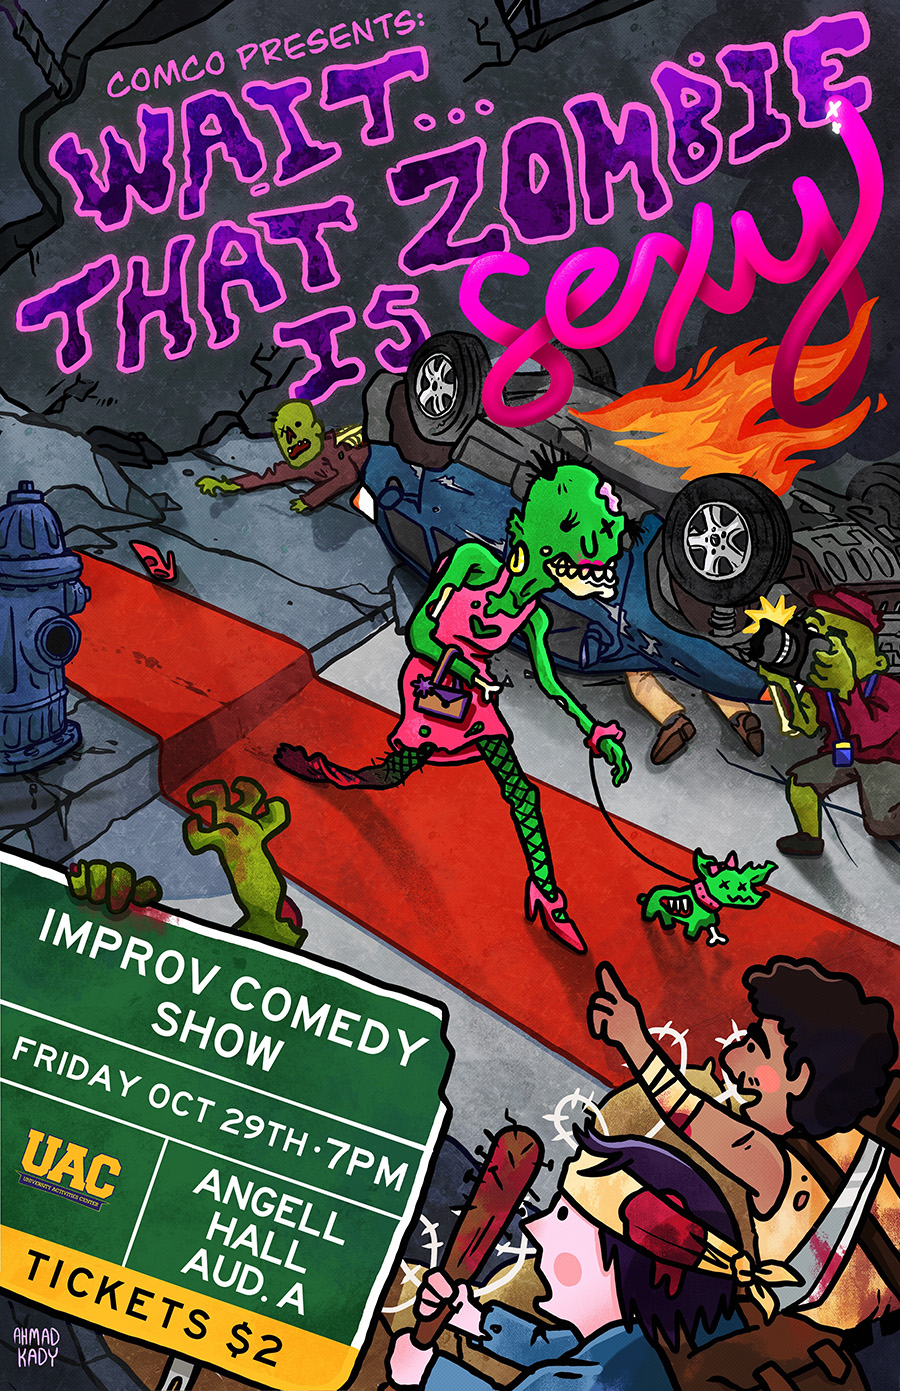 COMCO PRESENTS:
WAIT...
THAT ZOMBIE
IS sexy
IMPROV COMEDY
SHOW
FRIDAY OCT 29TH · 7PM
UAC
UNIVERSITY ACTIVITIES CENTER
ANGELL
HALL
AUD. A
TICKETS $2
AHMAD
KADY